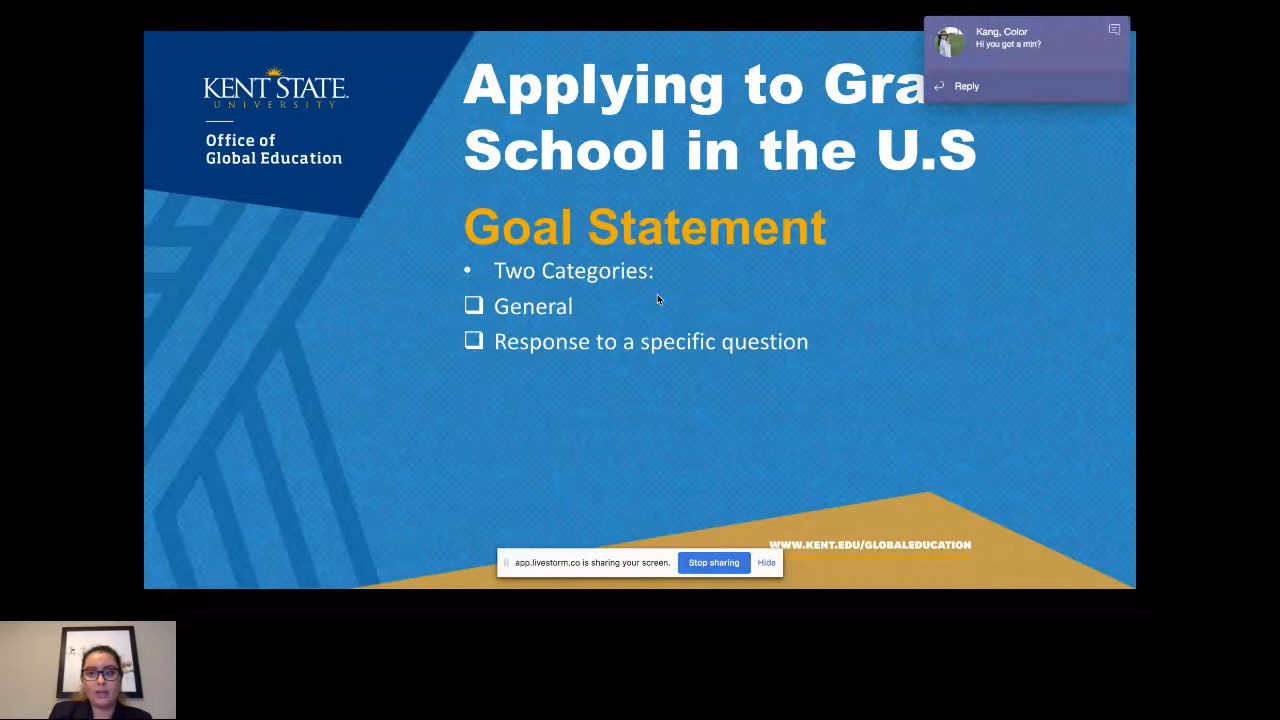 KENT STATE.
UNIVERSITY
Office of
Global Education
Applying to Gra
School in the U.S
Kang, Color
Hi you got a min?
Reply
Goal Statement
• Two Categories:
❑ General
❑ Response to a specific question
WWW.KENT.EDU/GLOBALEDUCATION
app.livestorm.co is sharing your screen.
Stop sharing
Hide